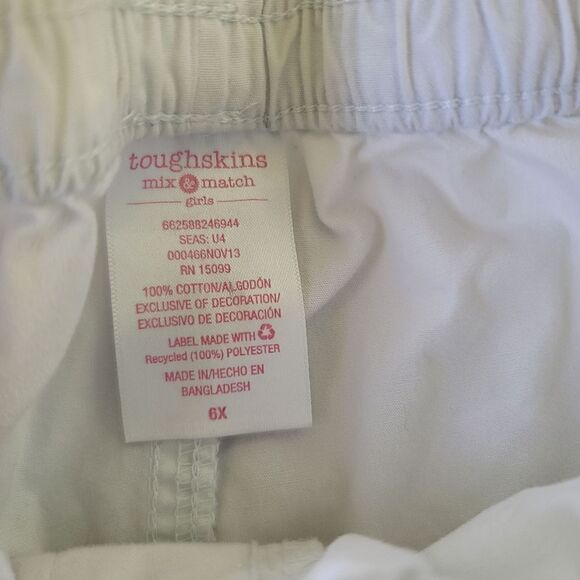 toughskins
mix & match
girls
662588246944
SEAS: U4
000466NOV13
RN 15099
100% COTTON/ALGODÓN
EXCLUSIVE OF DECORATION/
EXCLUSIVO DE DECORACIÓN
LABEL MADE WITH
Recycled (100%) POLYESTER
MADE IN/HECHO EN
BANGLADESH
6X